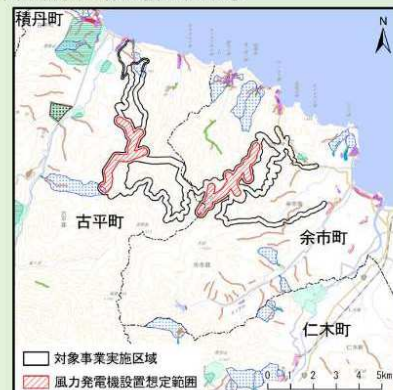 積丹町
N
古平町
余市町
仁木町
対象事業実施区域
風力発電機設置想定範囲
0 1 2 3 4 5km